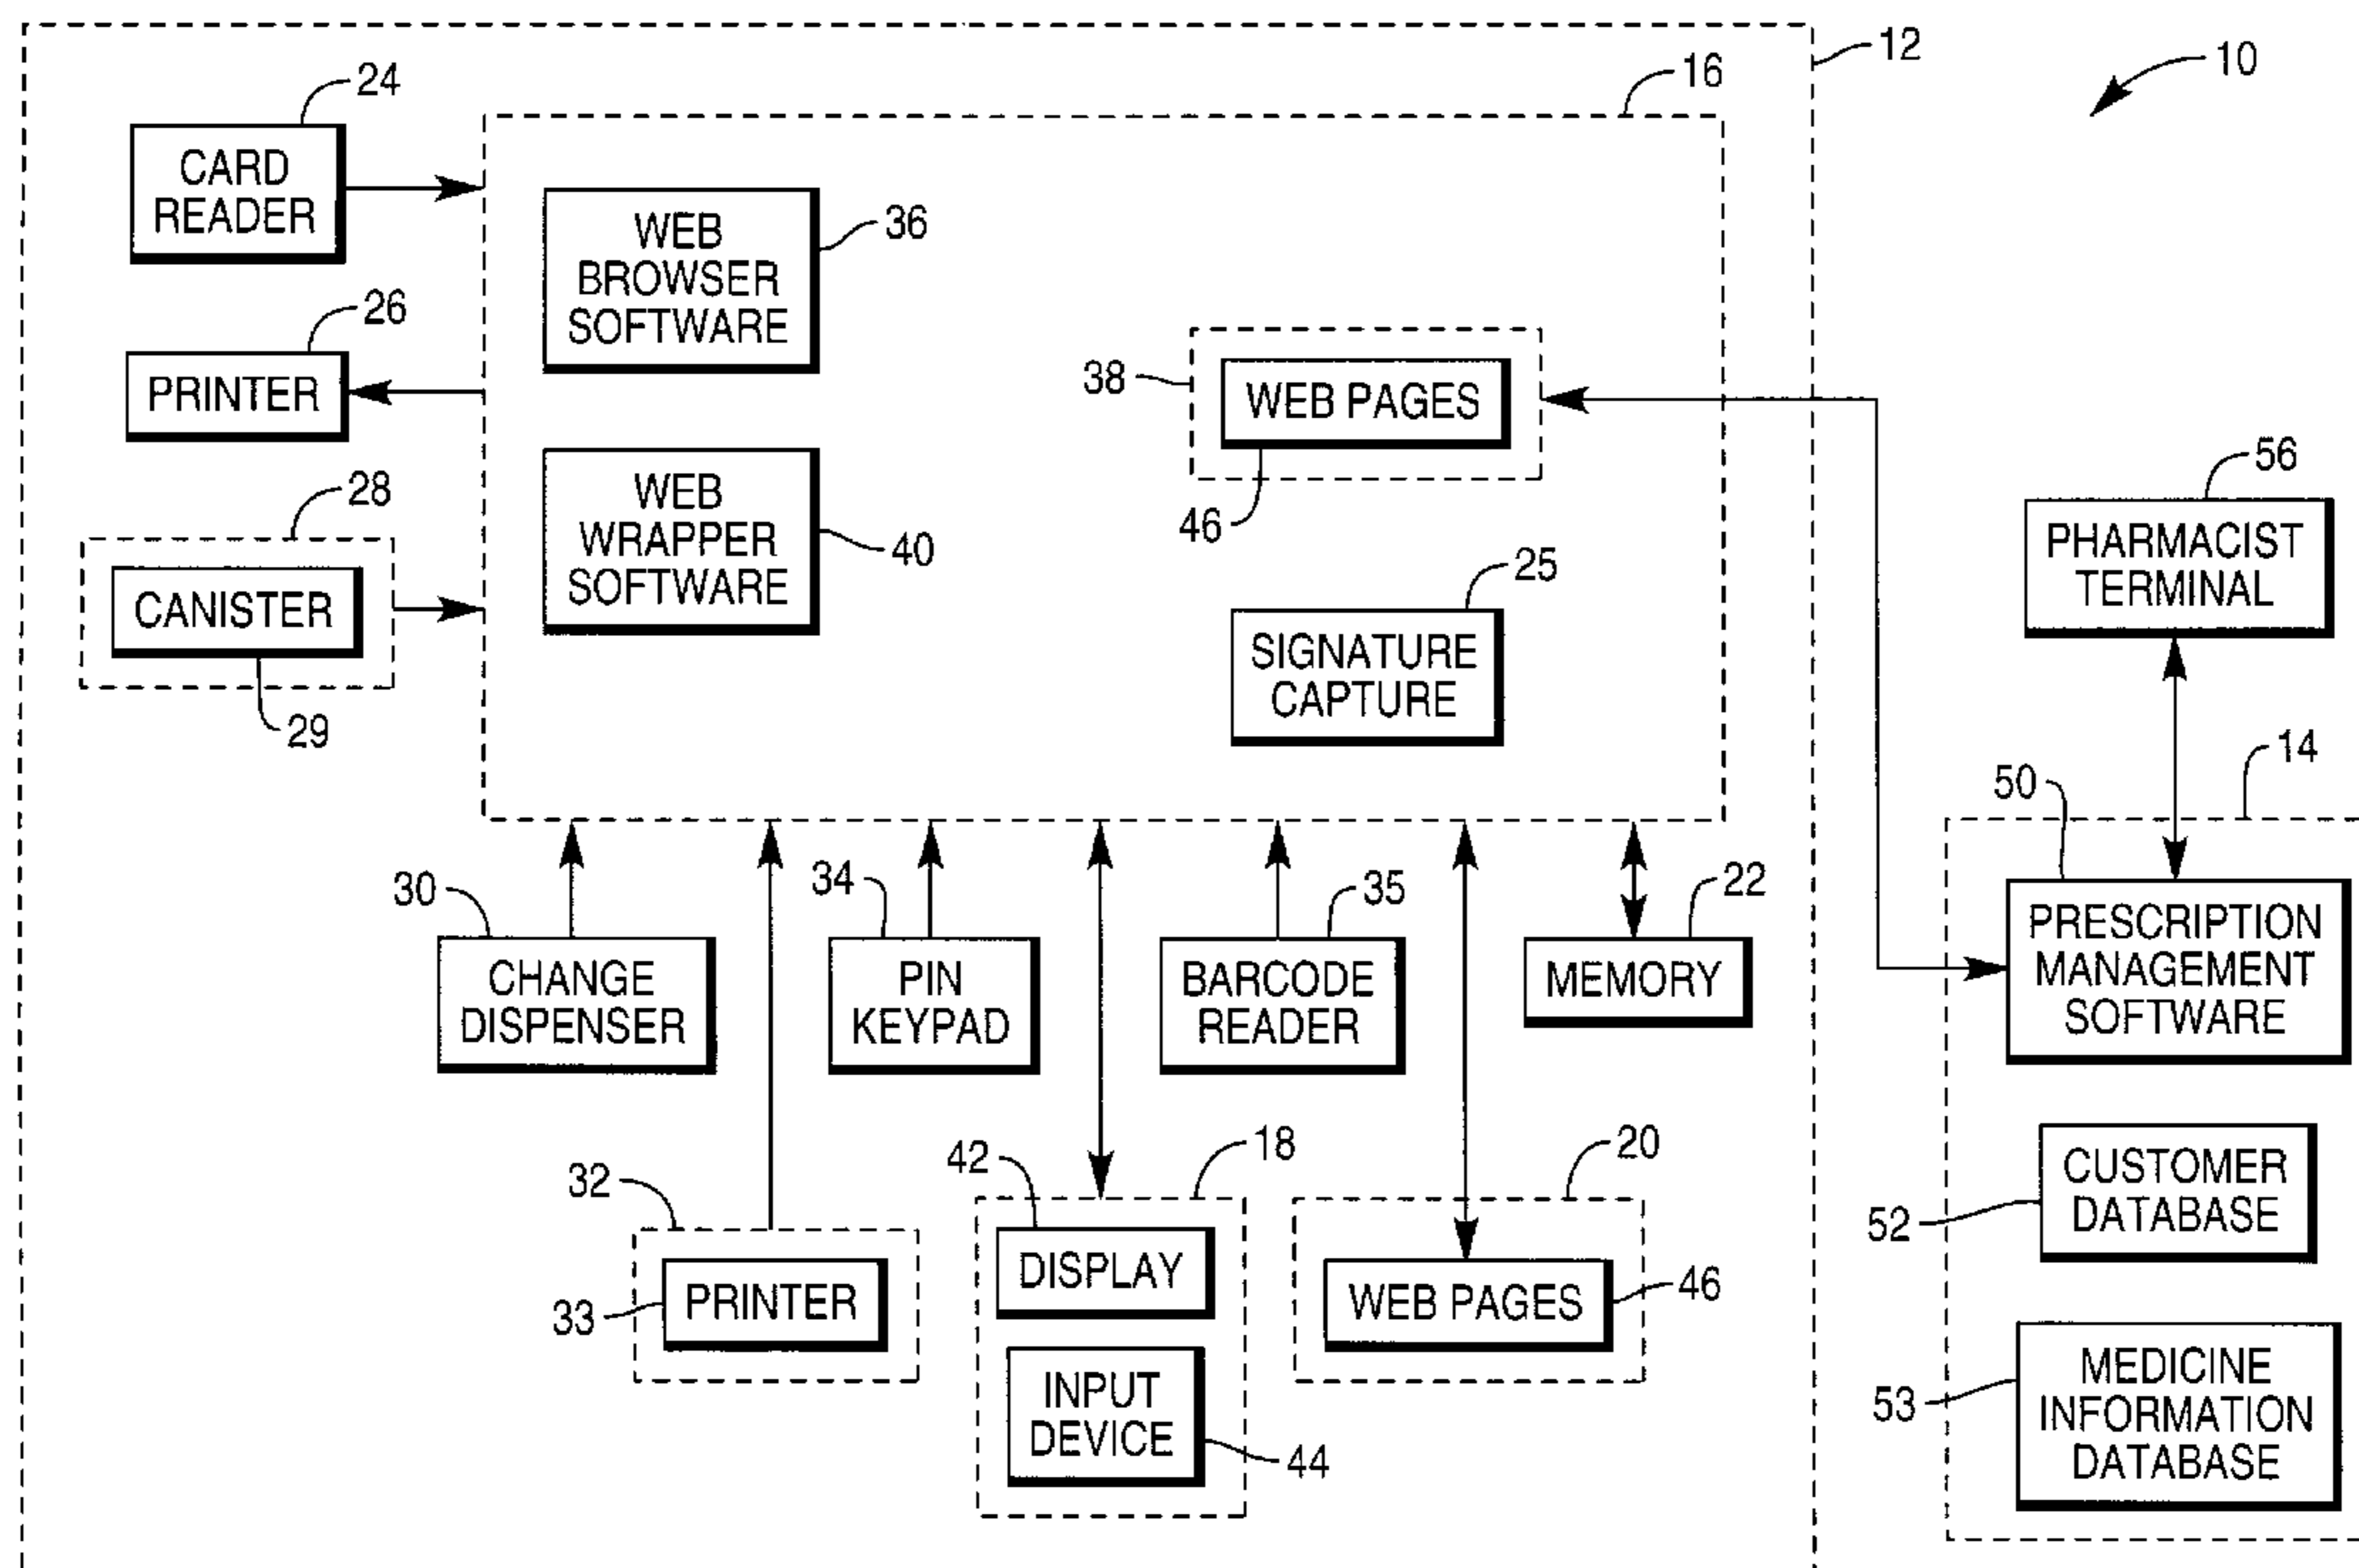 12
10
16
24
CARD
READER
36
WEB
BROWSER
SOFTWARE
26
PRINTER
38
WEB PAGES
46
28
CANISTER
29
WEB
WRAPPER
SOFTWARE
40
25
SIGNATURE
CAPTURE
56
PHARMACIST
TERMINAL
14
50
PRESCRIPTION
MANAGEMENT
SOFTWARE
30
CHANGE
DISPENSER
34
PIN
KEYPAD
35
BARCODE
READER
22
MEMORY
32
33
PRINTER
42
18
DISPLAY
INPUT
DEVICE
44
20
WEB PAGES
46
52
CUSTOMER
DATABASE
53
MEDICINE
INFORMATION
DATABASE